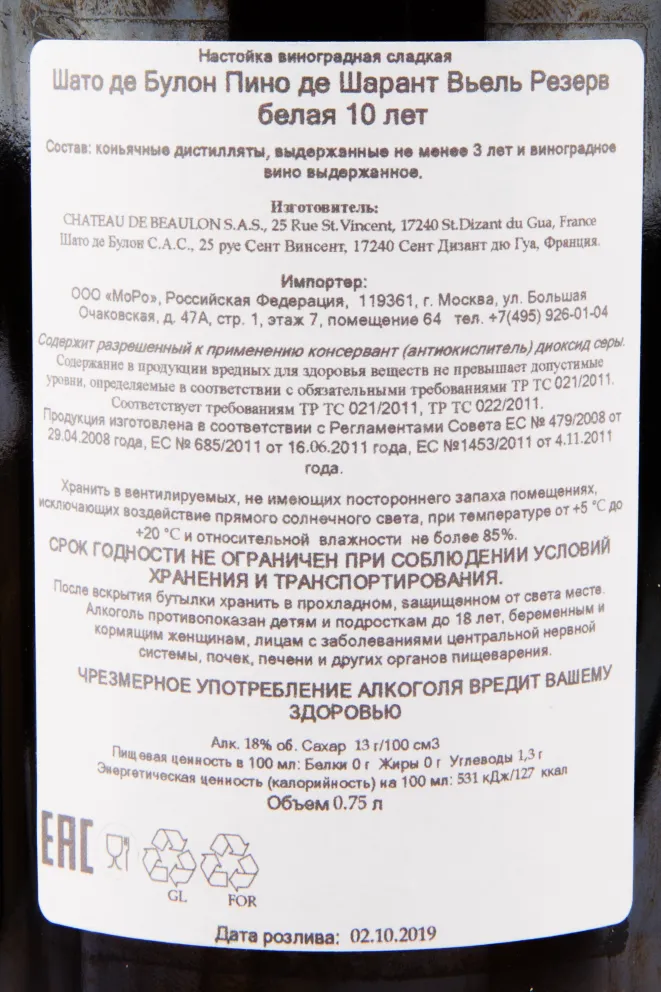 Настойка виноградная сладкая
Шато де Булон Пино де Шарант Вьель Резерв
белая 10 лет
Состав: коньячные дистилляты, выдержанные не менее 3 лет и виноградное
вино выдержанное.
Изготовитель:
CHATEAU DE BEAULON S.A.S., 25 Rue St.Vincent, 17240 St.Dizant du Gua, France
Шато де Булон С.А.С., 25 руе Сент Винсент, 17240 Сент Дизант дю Гуа, Франция.
Импортер:
ООО «МоРо», Российская Федерация, 119361, г. Москва, ул. Большая
Очаковская, д. 47А, стр. 1, этаж 7, помещение 64 тел. +7(495) 926-01-04
Содержит разрешенный к применению консервант (антиокислитель) диоксид серы.
Содержание в продукции вредных для здоровья веществ не превышает допустимые
уровни, определяемые в соответствии с обязательными требованиями ТР ТС 021/2011.
Соответствует требованиям ТР ТС 021/2011, ТР ТС 022/2011.
Продукция изготовлена в соответствии с Регламентами Совета ЕС № 479/2008 от
29.04.2008 года, ЕС № 685/2011 от 16.06.2011 года, ЕС №1453/2011 от 4.11.2011
года.
Хранить в вентилируемых, не имеющих постороннего запаха помещениях,
исключающих воздействие прямого солнечного света, при температуре от +5 °С до
+20 °С и относительной влажности не более 85%.
СРОК ГОДНОСТИ НЕ ОГРАНИЧЕН ПРИ СОБЛЮДЕНИИ УСЛОВИЙ
ХРАНЕНИЯ И ТРАНСПОРТИРОВАНИЯ.
После вскрытия бутылки хранить в прохладном, защищенном от света месте.
Алкоголь противопоказан детям и подросткам до 18 лет, беременным и
кормящим женщинам, лицам с заболеваниями центральной нервной
системы, почек, печени и других органов пищеварения.
ЧРЕЗМЕРНОЕ УПОТРЕБЛЕНИЕ АЛКОГОЛЯ ВРЕДИТ ВАШЕМУ
ЗДОРОВЬЮ
Алк. 18% об. Сахар 13 г/100 см3
Пищевая ценность в 100 мл: Белки 0 г Жиры 0 г Углеводы 1,3 г
Энергетическая ценность (калорийность) на 100 мл: 531 кДж/127 ккал
Объем 0.75 л
EAC
GL FOR
Дата розлива: 02.10.2019